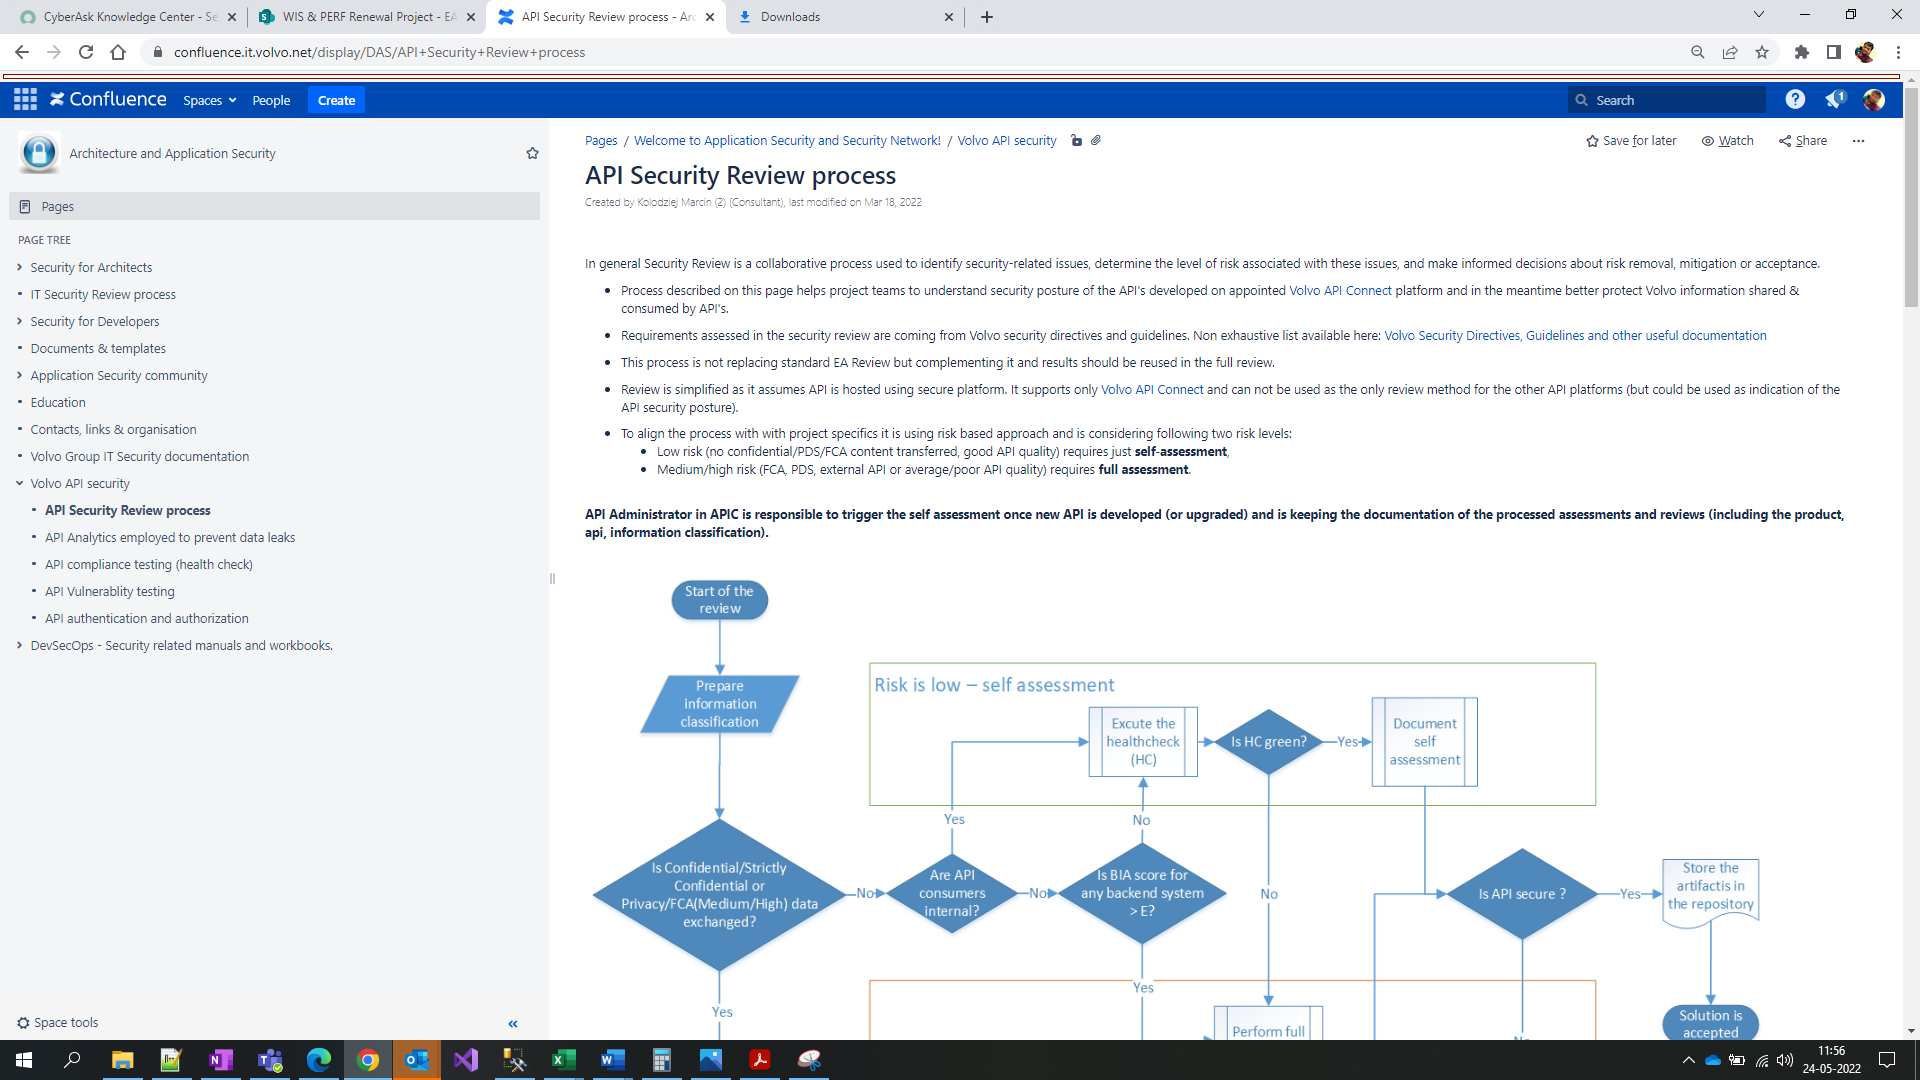 CyberAsk Knowledge Center - Se
WIS & PERF Renewal Project - EA
API Security Review process - Arc
Downloads
confluence.it.volvo.net/display/DAS/API+Security+Review+process
Confluence
Spaces
People
Create
Search
1
Architecture and Application Security
Pages
PAGE TREE
Security for Architects
IT Security Review process
Security for Developers
Documents & templates
Application Security community
Education
Contacts, links & organisation
Volvo Group IT Security documentation
Volvo API security
API Security Review process
API Analytics employed to prevent data leaks
API compliance testing (health check)
API Vulnerablity testing
API authentication and authorization
DevSecOps - Security related manuals and workbooks.
Space tools
Pages / Welcome to Application Security and Security Network! / Volvo API security
Save for later
Watch
Share
API Security Review process
Created by Kolodziej Marcin (2) (Consultant), last modified on Mar 18, 2022
In general Security Review is a collaborative process used to identify security-related issues, determine the level of risk associated with these issues, and make informed decisions about risk removal, mitigation or acceptance.
Process described on this page helps project teams to understand security posture of the API's developed on appointed Volvo API Connect platform and in the meantime better protect Volvo information shared &
consumed by API's.
Requirements assessed in the security review are coming from Volvo security directives and guidelines. Non exhaustive list available here: Volvo Security Directives, Guidelines and other useful documentation
This process is not replacing standard EA Review but complementing it and results should be reused in the full review.
Review is simplified as it assumes API is hosted using secure platform. It supports only Volvo API Connect and can not be used as the only review method for the other API platforms (but could be used as indication of the
API security posture).
To align the process with with project specifics it is using risk based approach and is considering following two risk levels:
Low risk (no confidential/PDS/FCA content transferred, good API quality) requires just self-assessment,
Medium/high risk (FCA, PDS, external API or average/poor API quality) requires full assessment.
API Administrator in APIC is responsible to trigger the self assessment once new API is developed (or upgraded) and is keeping the documentation of the processed assessments and reviews (including the product,
api, information classification).
Start of the
review
Prepare
information
classification
Risk is low – self assessment
Excute the
healthcheck
(HC)
Is HC green?
Yes
Document
self
assessment
Yes
No
Is Confidential/Strictly
Confidential or
Privacy/FCA(Medium/High) data
exchanged?
No
Are API
consumers
internal?
No
Is BIA score for
any backend system
> E?
No
Is API secure ?
Yes
Store the
artifactis in
the repository
Yes
Yes
Perform full
Solution is
accepted
11:56
24-05-2022